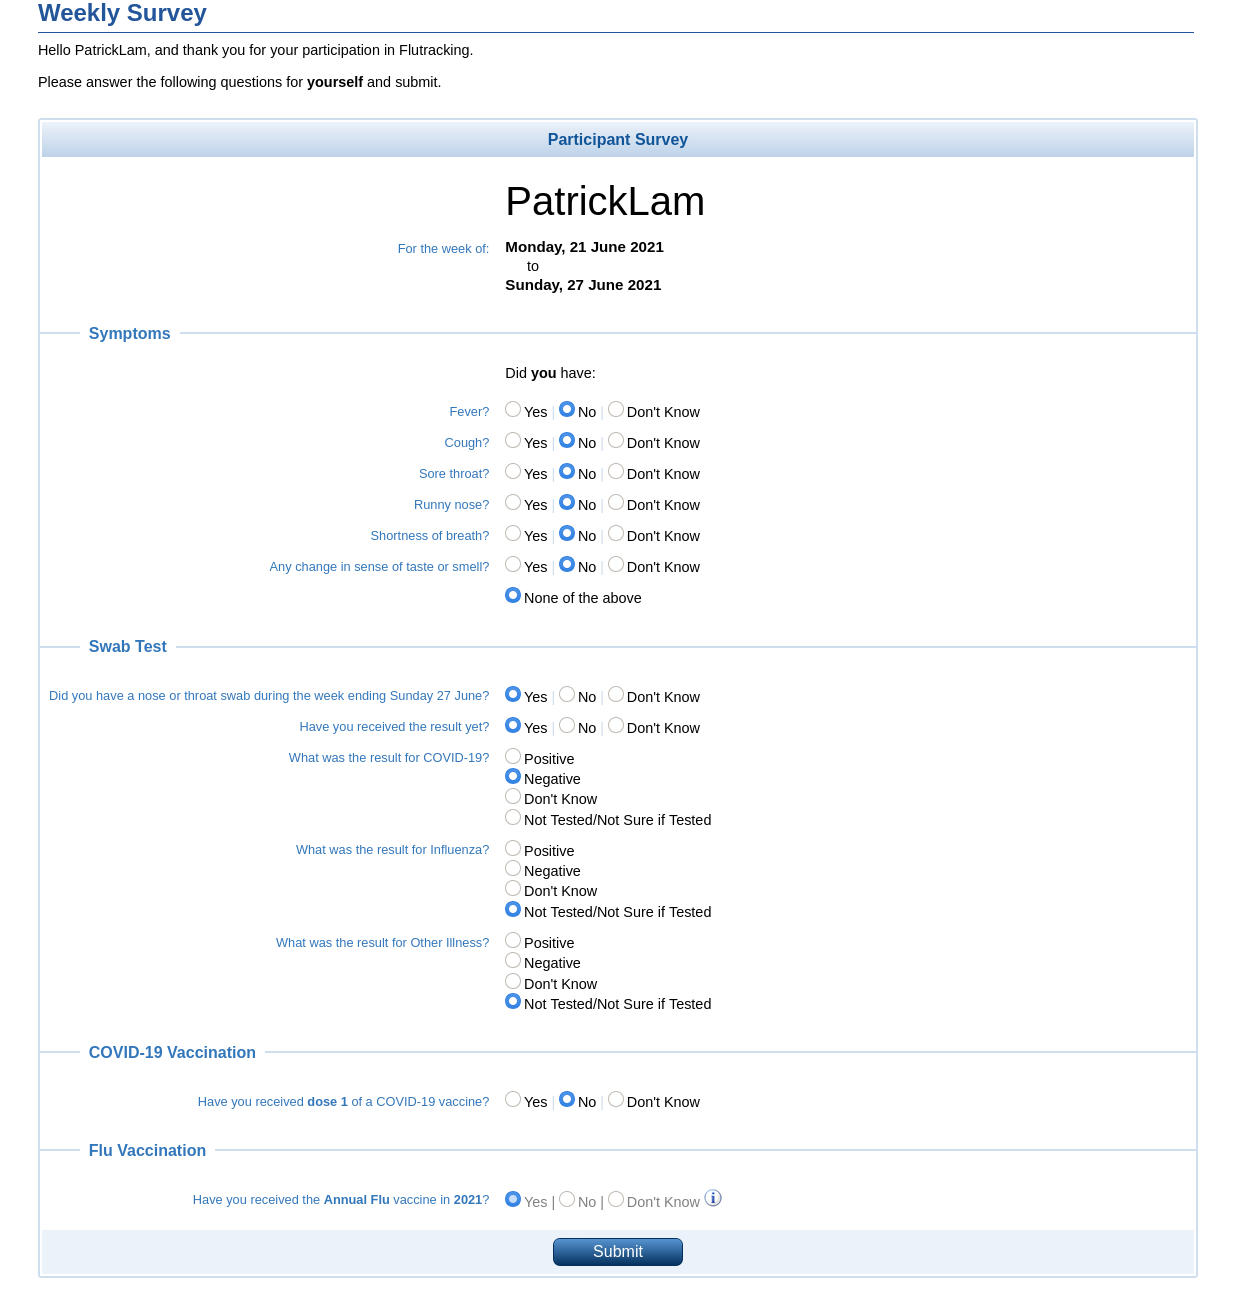 Weekly Survey
Hello PatrickLam, and thank you for your participation in Flutracking.
Please answer the following questions for yourself and submit.
Participant Survey
PatrickLam
For the week of: Monday, 21 June 2021
to
Sunday, 27 June 2021
Symptoms
Did you have:
Fever? Yes | No | Don't Know
Cough? Yes | No | Don't Know
Sore throat? Yes | No | Don't Know
Runny nose? Yes | No | Don't Know
Shortness of breath? Yes | No | Don't Know
Any change in sense of taste or smell? Yes | No | Don't Know
None of the above
Swab Test
Did you have a nose or throat swab during the week ending Sunday 27 June? Yes | No | Don't Know
Have you received the result yet? Yes | No | Don't Know
What was the result for COVID-19? Positive
Negative
Don't Know
Not Tested/Not Sure if Tested
What was the result for Influenza? Positive
Negative
Don't Know
Not Tested/Not Sure if Tested
What was the result for Other Illness? Positive
Negative
Don't Know
Not Tested/Not Sure if Tested
COVID-19 Vaccination
Have you received dose 1 of a COVID-19 vaccine? Yes | No | Don't Know
Flu Vaccination
Have you received the Annual Flu vaccine in 2021? Yes | No | Don't Know i
Submit